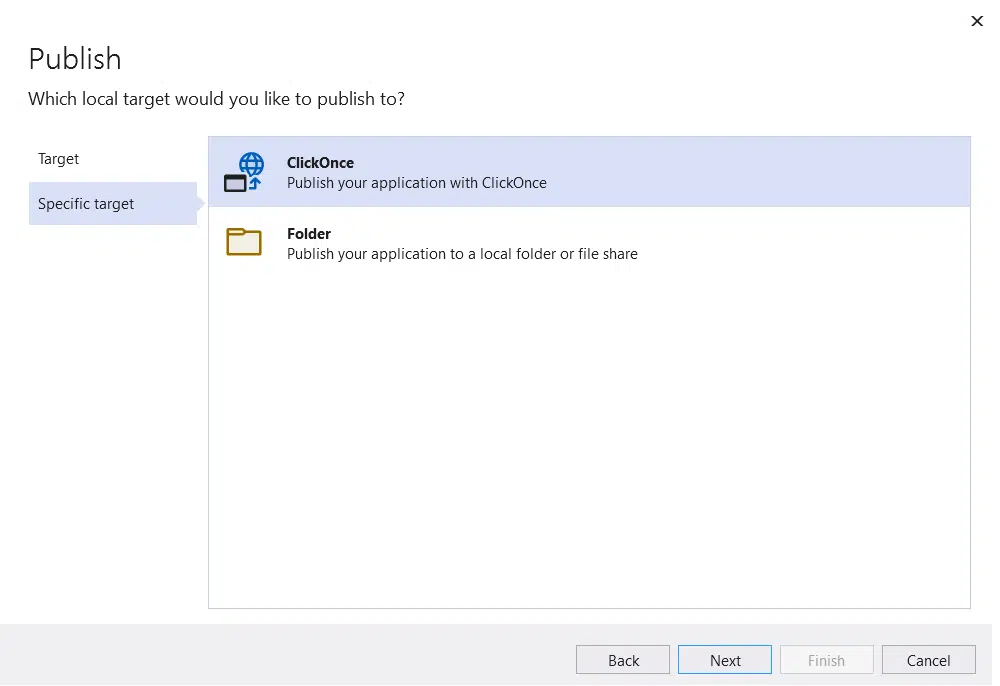 Publish
Which local target would you like to publish to?
Target
Specific target
ClickOnce
Publish your application with ClickOnce
Folder
Publish your application to a local folder or file share
Back
Next
Finish
Cancel